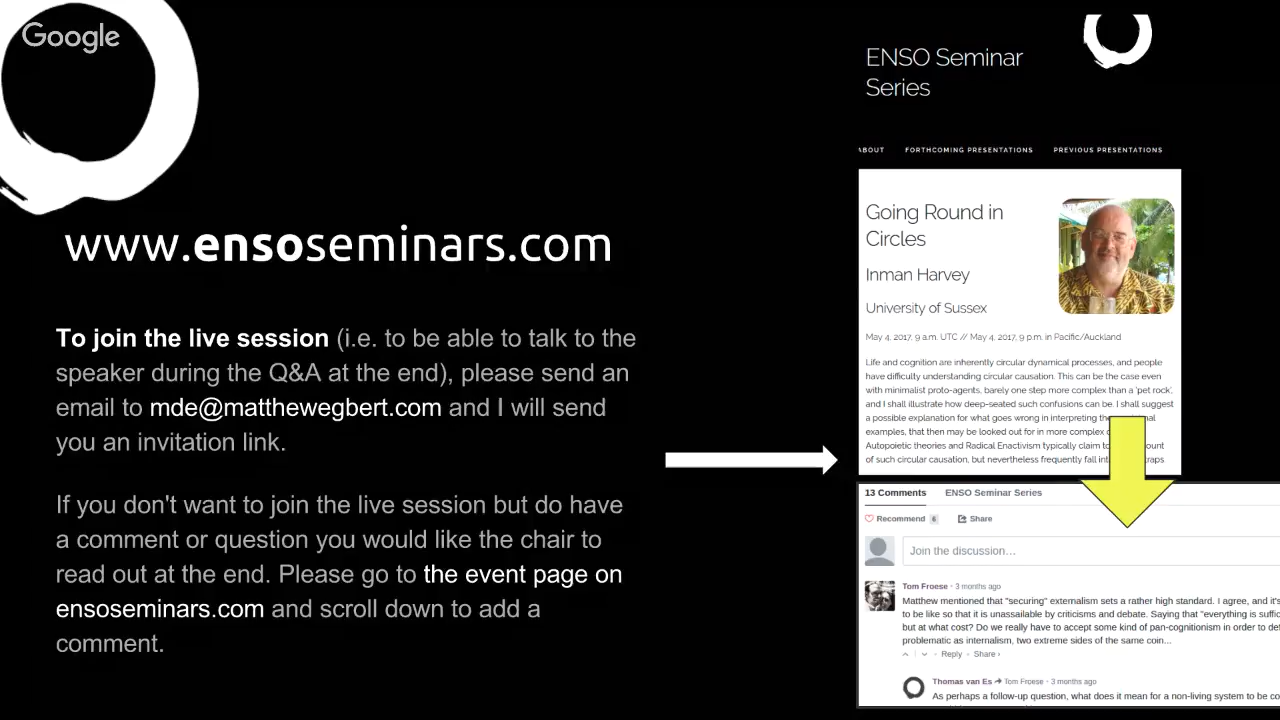 Google
www.ensoseminars.com
To join the live session (i.e. to be able to talk to the
speaker during the Q&A at the end), please send an
email to mde@matthewegbert.com and I will send
you an invitation link.
If you don't want to join the live session but do have
a comment or question you would like the chair to
read out at the end. Please go to the event page on
ensoseminars.com and scroll down to add a
comment.
ENSO Seminar
Series
ABOUT FORTHCOMING PRESENTATIONS PREVIOUS PRESENTATIONS
Going Round in
Circles
Inman Harvey
University of Sussex
May 4, 2017, 9 a.m. UTC // May 4, 2017, 9 p.m. in Pacific/Auckland
Life and cognition are inherently circular dynamical processes, and people
have difficulty understanding circular causation. This can be the case even
with minimalist proto-agents, barely one step more complex than a 'pet rock',
and I shall illustrate how deep-seated such confusions can be. I shall suggest
a possible explanation for what goes wrong in interpreting the
examples, that then may be looked out for in more complex
Autopoietic theories and Radical Enactivism typically claim to
of such circular causation, but nevertheless frequently fall traps
13 Comments ENSO Seminar Series
Recommend 6 Share
Join the discussion…
Tom Froese · 3 months ago
Matthew mentioned that "securing" externalism sets a rather high standard. I agree, and it's
to be like so that it is unassailable by criticisms and debate. Saying that "everything is
but at what cost? Do we really have to accept some kind of pan-cognitionism in order to
problematic as internalism, two extreme sides of the same coin...
Reply · Share ›
Thomas van Es Tom Froese · 3 months ago
As perhaps a follow-up question, what does it mean for a non-living system to be